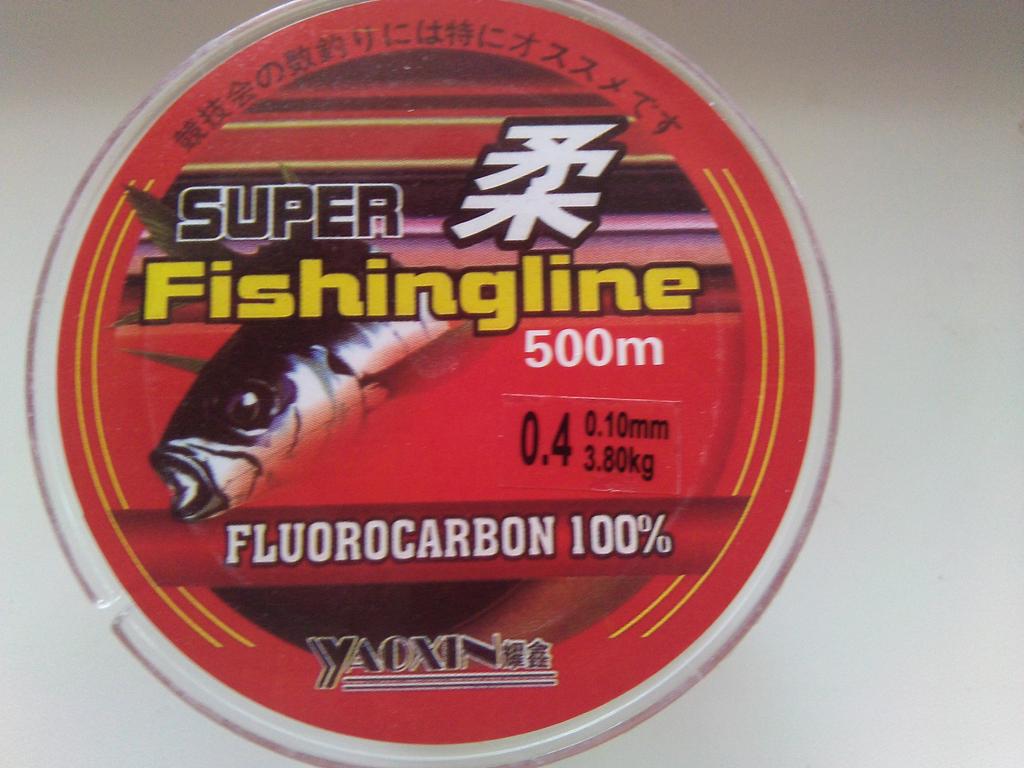 競技会の数釣りには特にオススメです
SUPER 柔
Fishingline
500m
0.4 0.10mm
3.80kg
FLUOROCARBON 100%
YAOXIN 耀鑫